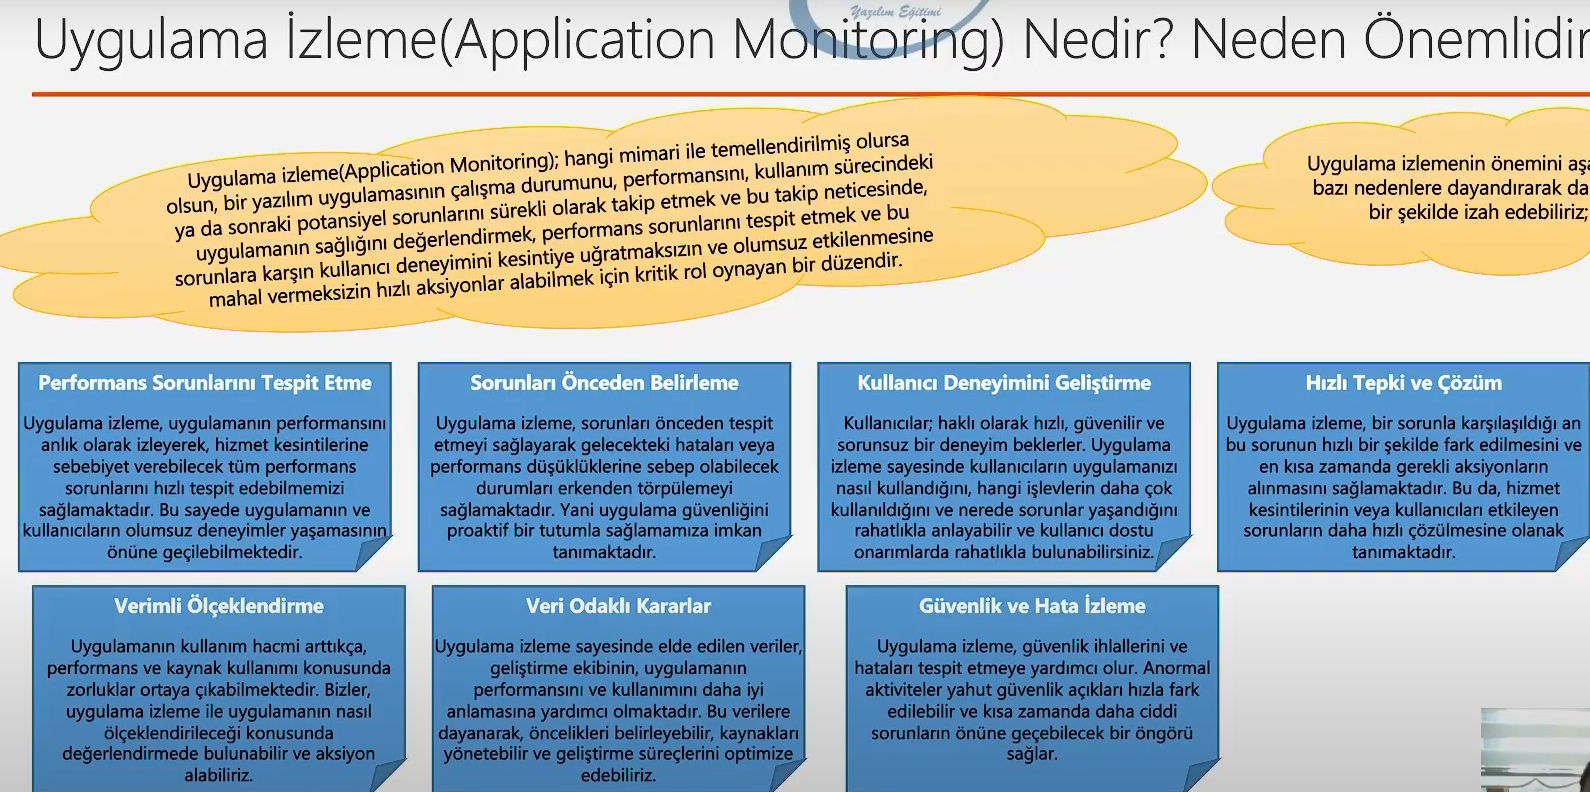 Yazılım Eğitimi
Uygulama İzleme(Application Monitoring) Nedir? Neden Önemlidir
Uygulama izleme(Application Monitoring); hangi mimari ile temellendirilmiş olursa
olsun, bir yazılım uygulamasının çalışma durumunu, performansını, kullanım sürecindeki
ya da sonraki potansiyel sorunlarını sürekli olarak takip etmek ve bu takip neticesinde,
uygulamanın sağlığını değerlendirmek, performans sorunlarını tespit etmek ve bu
sorunlara karşın kullanıcı deneyimini kesintiye uğratmaksızın ve olumsuz etkilenmesine
mahal vermeksizin hızlı aksiyonlar alabilmek için kritik rol oynayan bir düzendir.
Uygulama izlemenin önemini aşa
bazı nedenlere dayandırarak da
bir şekilde izah edebiliriz;
Performans Sorunlarını Tespit Etme
Uygulama izleme, uygulamanın performansını
anlık olarak izleyerek, hizmet kesintilerine
sebebiyet verebilecek tüm performans
sorunlarını hızlı tespit edebilmemizi
sağlamaktadır. Bu sayede uygulamanın ve
kullanıcıların olumsuz deneyimler yaşamasının
önüne geçilebilmektedir.
Sorunları Önceden Belirleme
Uygulama izleme, sorunları önceden tespit
etmeyi sağlayarak gelecekteki hataları veya
performans düşüklüklerine sebep olabilecek
durumları erkenden törpülemeyi
sağlamaktadır. Yani uygulama güvenliğini
proaktif bir tutumla sağlamamıza imkan
tanımaktadır.
Kullanıcı Deneyimini Geliştirme
Kullanıcılar; haklı olarak hızlı, güvenilir ve
sorunsuz bir deneyim beklerler. Uygulama
izleme sayesinde kullanıcıların uygulamanızı
nasıl kullandığını, hangi işlevlerin daha çok
kullanıldığını ve nerede sorunlar yaşandığını
rahatlıkla anlayabilir ve kullanıcı dostu
onarımlarda rahatlıkla bulunabilirsiniz.
Hızlı Tepki ve Çözüm
Uygulama izleme, bir sorunla karşılaşıldığı an
bu sorunun hızlı bir şekilde fark edilmesini ve
en kısa zamanda gerekli aksiyonların
alınmasını sağlamaktadır. Bu da, hizmet
kesintilerinin veya kullanıcıları etkileyen
sorunların daha hızlı çözülmesine olanak
tanımaktadır.
Verimli Ölçeklendirme
Uygulamanın kullanım hacmi arttıkça,
performans ve kaynak kullanımı konusunda
zorluklar ortaya çıkabilmektedir. Bizler,
uygulama izleme ile uygulamanın nasıl
ölçeklendirileceği konusunda
değerlendirmede bulunabilir ve aksiyon
alabiliriz.
Veri Odaklı Kararlar
Uygulama izleme sayesinde elde edilen veriler,
geliştirme ekibinin, uygulamanın
performansını ve kullanımını daha iyi
anlamasına yardımcı olmaktadır. Bu verilere
dayanarak, öncelikleri belirleyebilir, kaynakları
yönetebilir ve geliştirme süreçlerini optimize
edebiliriz.
Güvenlik ve Hata İzleme
Uygulama izleme, güvenlik ihlallerini ve
hataları tespit etmeye yardımcı olur. Anormal
aktiviteler yahut güvenlik açıkları hızla fark
edilebilir ve kısa zamanda daha ciddi
sorunların önüne geçebilecek bir öngörü
sağlar.